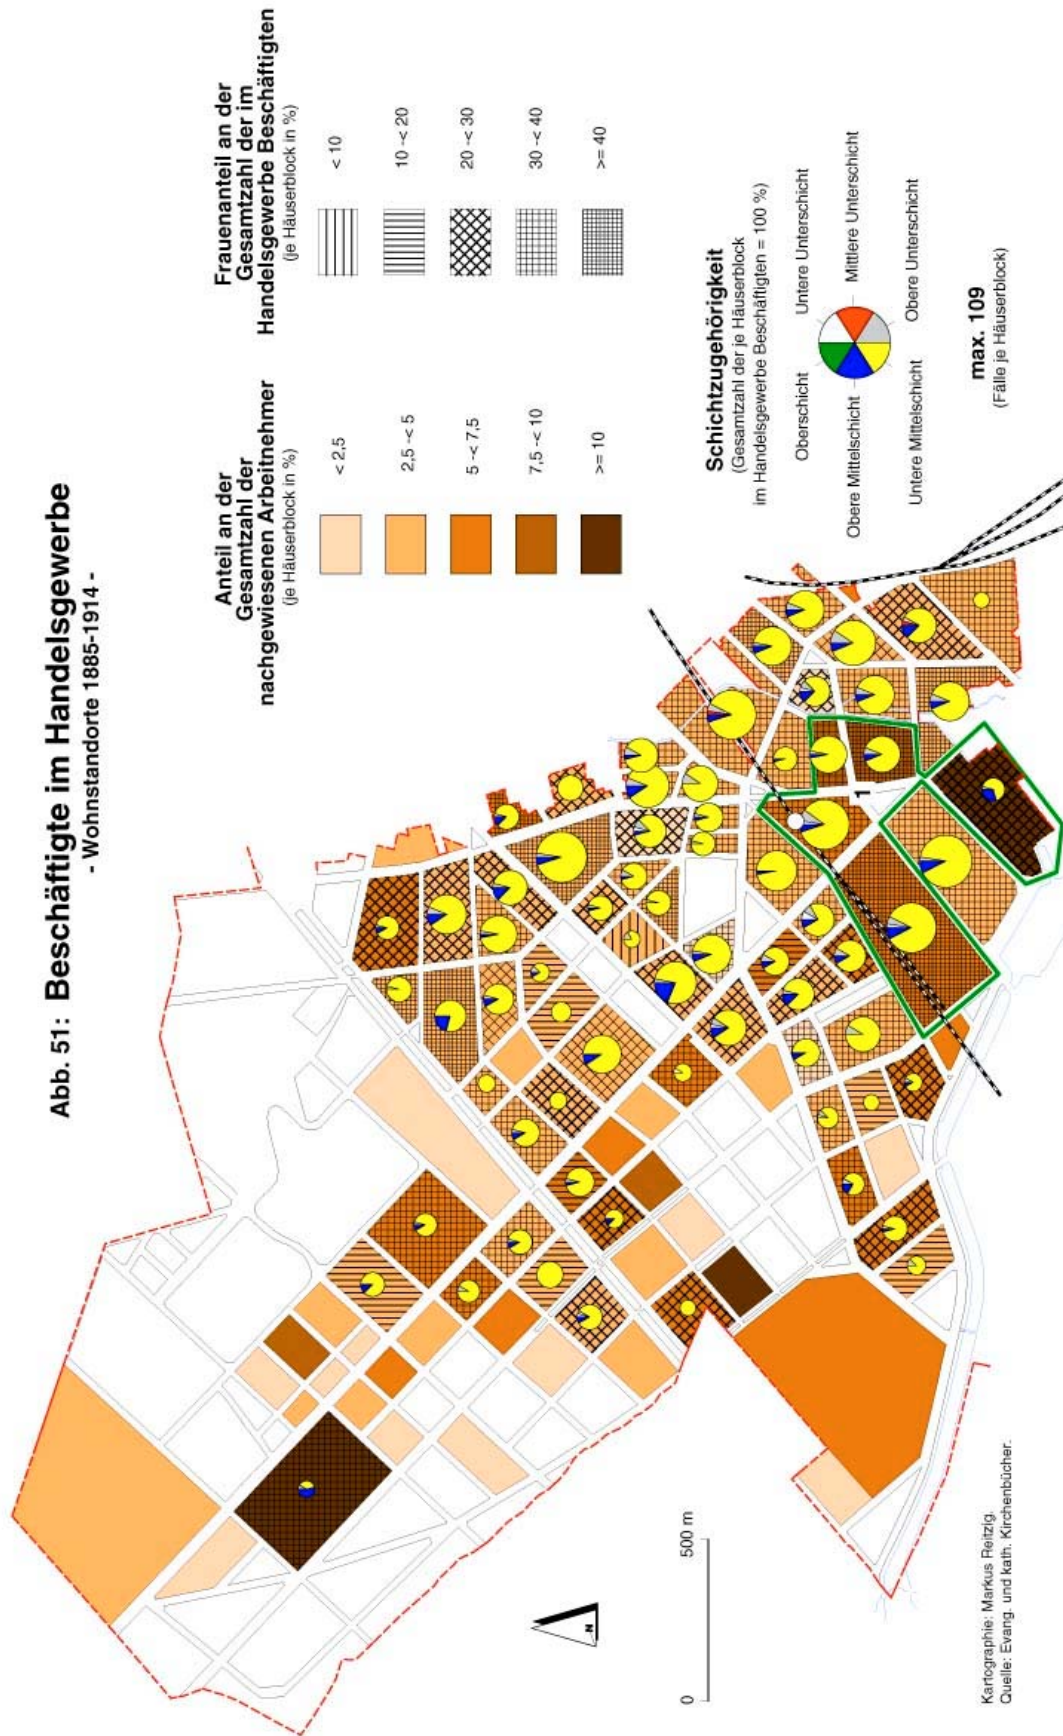 Abb. 51: Beschäftigte im Handelsgewerbe
- Wohnstandorte 1885-1914 -
Anteil an der
Gesamtzahl der
nachgewiesenen Arbeitnehmer
(je Häuserblock in %)
< 2,5
2,5 -< 5
5 -< 7,5
7,5 -< 10
>= 10
Frauenanteil an der
Gesamtzahl der im
Handelsgewerbe Beschäftigten
(je Häuserblock in %)
< 10
10 -< 20
20 -< 30
30 -< 40
>= 40
Schichtzugehörigkeit
(Gesamtzahl der je Häuserblock
im Handelsgewerbe Beschäftigten = 100 %)
Oberschicht
Untere Unterschicht
Obere Mittelschicht
Mittlere Unterschicht
Untere Mittelschicht
Obere Unterschicht
max. 109
(Fälle je Häuserblock)
1
N
0
500 m
Kartographie: Markus Reitzig.
Quelle: Evang. und kath. Kirchenbücher.